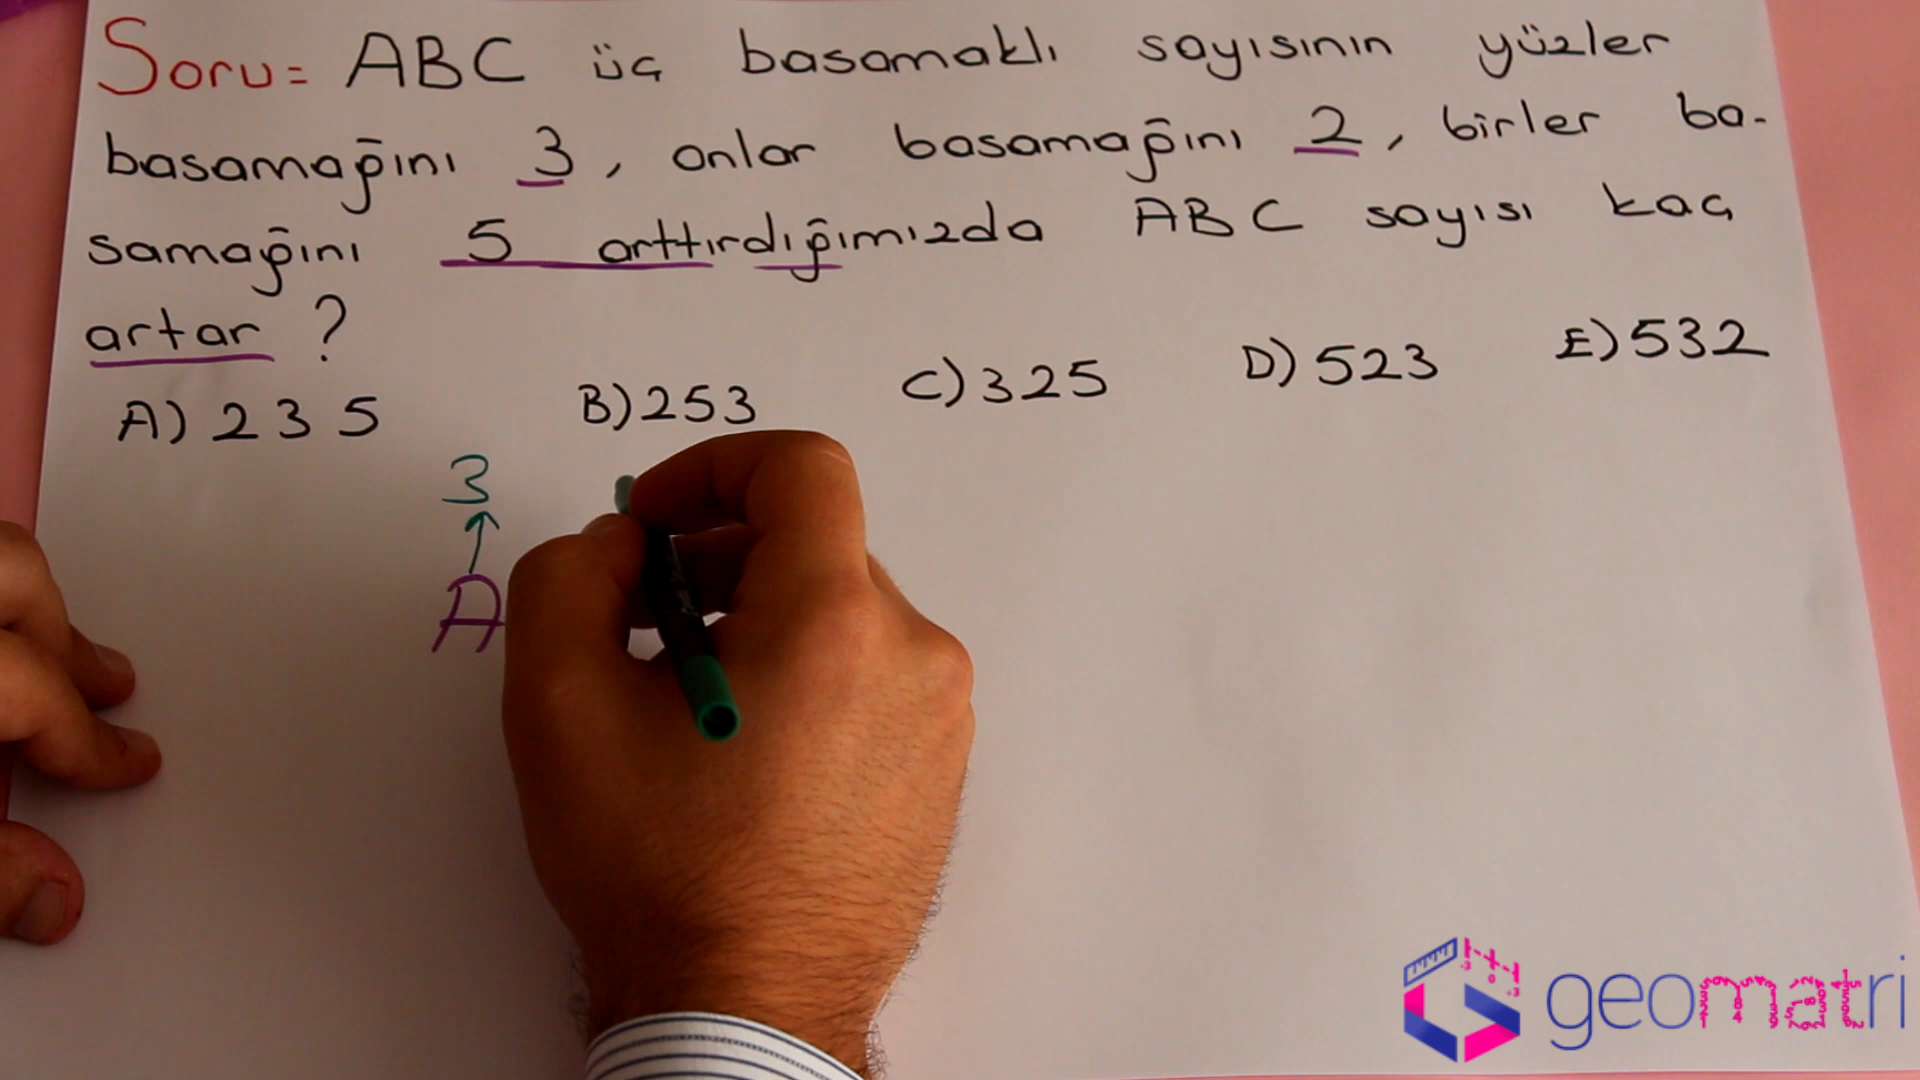 Soru= ABC üç basamaklı sayısının yüzler
basamağını 3, onlar basamağını 2, birler ba-
samağını 5 arttırdığımızda ABC sayısı kaç
artar ?
A) 235 B) 253 C) 325 D) 523 E) 532
3
A
geomatri